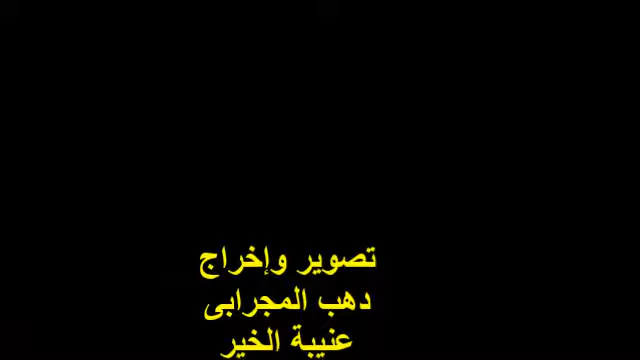 تصوير وإخراج
دهب المجرابى
عنيبة الخير